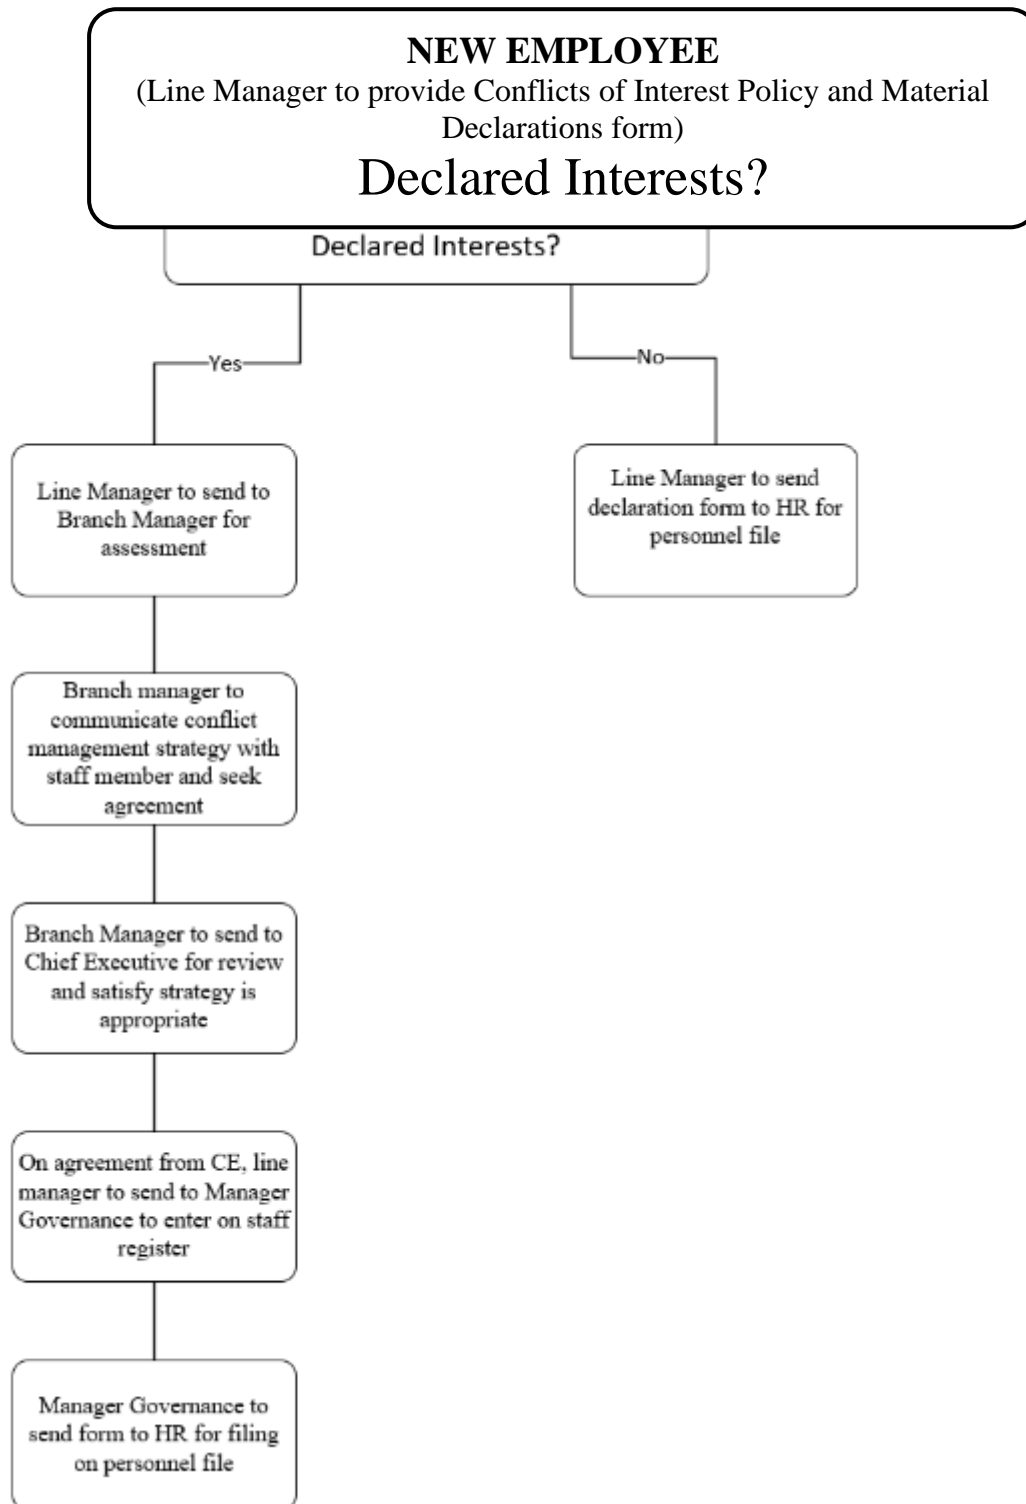 NEW EMPLOYEE
(Line Manager to provide Conflicts of Interest Policy and Material
Declarations form)
Declared Interests?
Declared Interests?
Yes
No
Line Manager to send to
Branch Manager for
assessment
Line Manager to send
declaration form to HR for
personnel file
Branch manager to
communicate conflict
management strategy with
staff member and seek
agreement
Branch Manager to send to
Chief Executive for review
and satisfy strategy is
appropriate
On agreement from CE, line
manager to send to Manager
Governance to enter on staff
register
Manager Governance to
send form to HR for filing
on personnel file